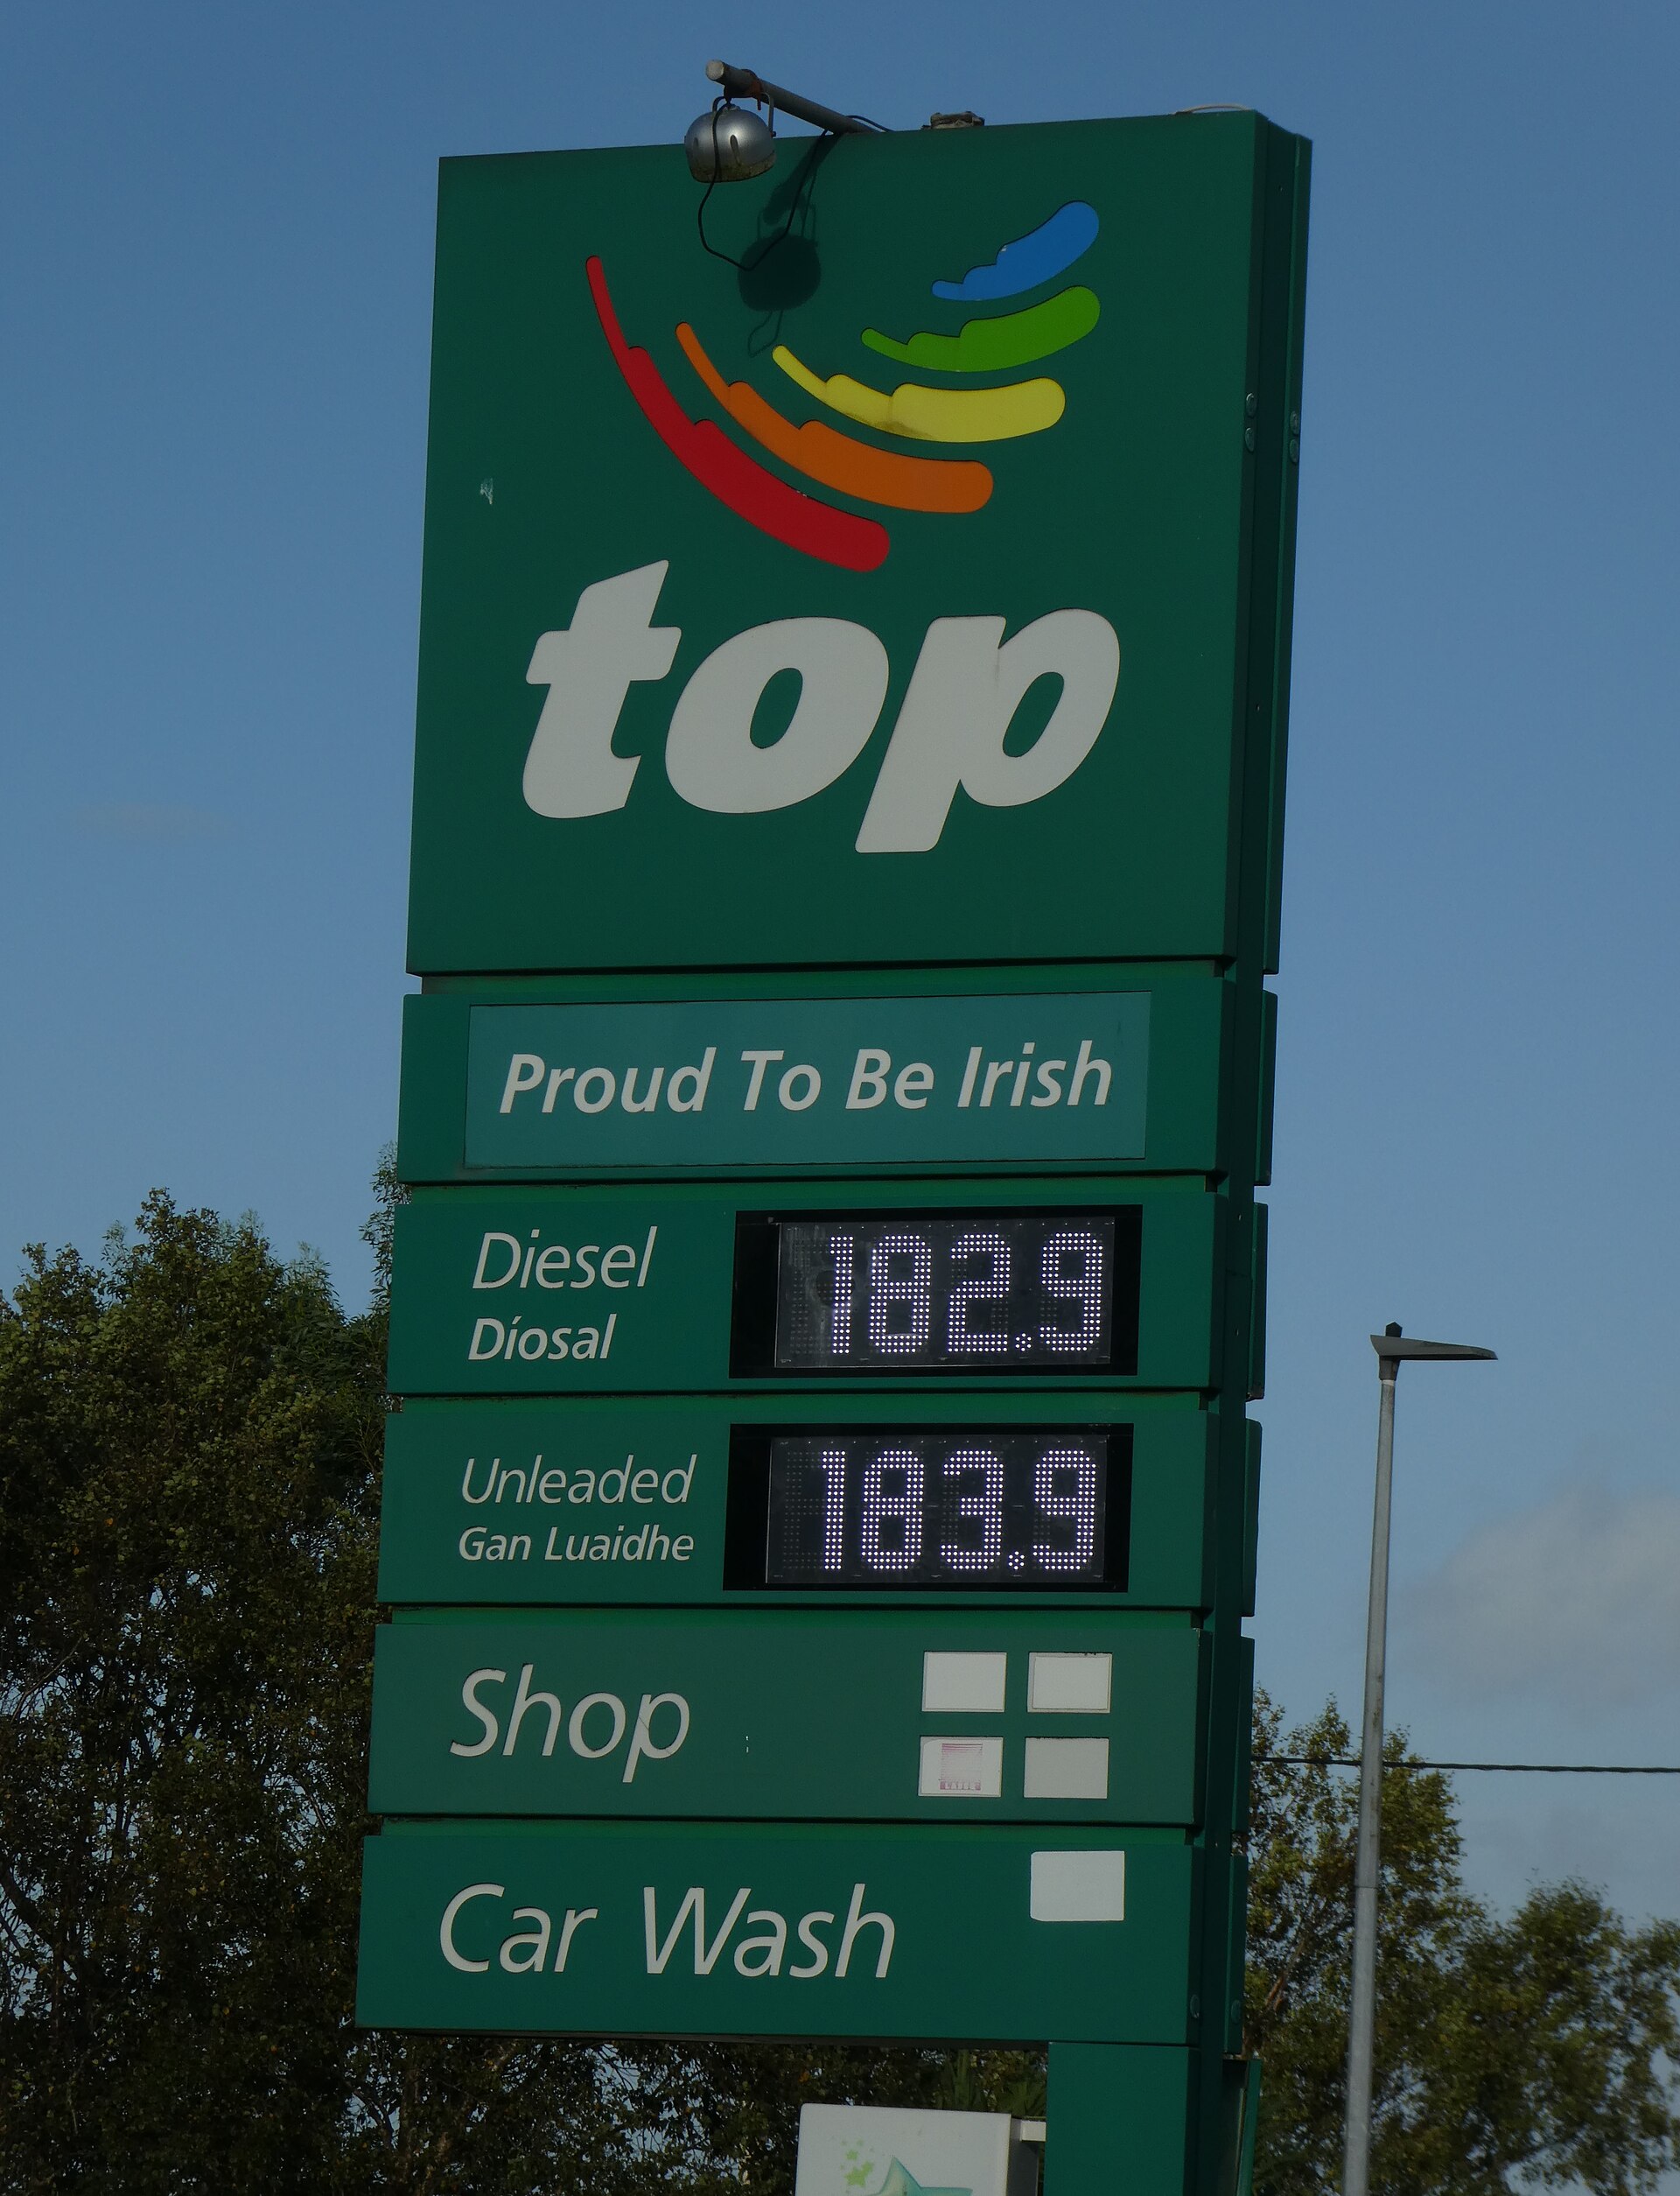 top
Proud To Be Irish
Diesel
Díosal
182.9
Unleaded
Gan Luaidhe
183.9
Shop
Car Wash